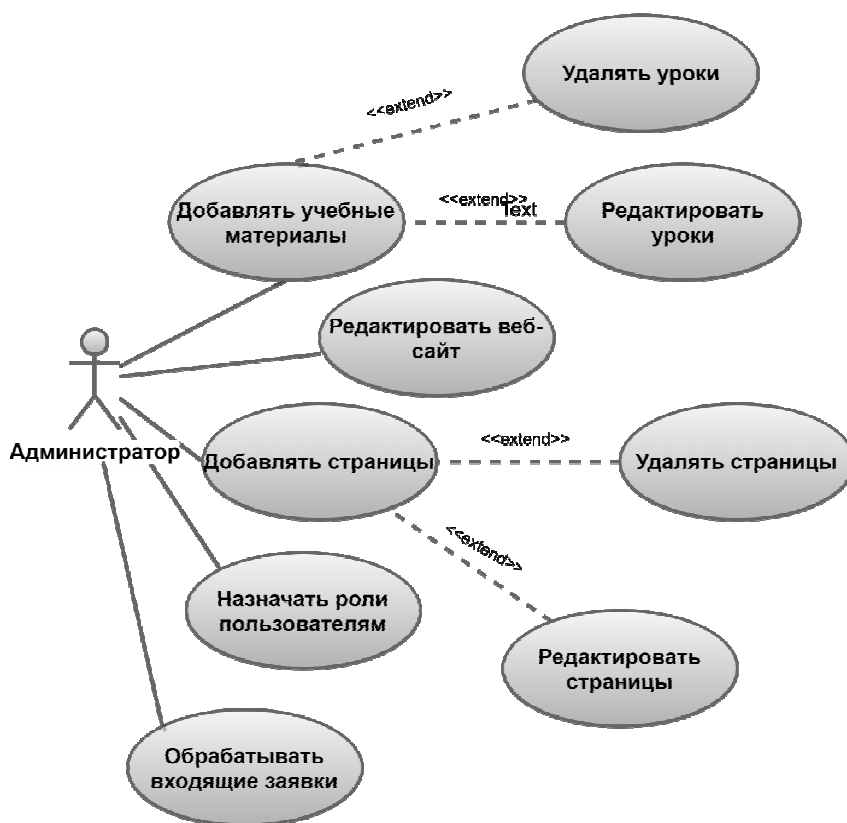 Удалять уроки
<<extend>>
Добавлять учебные
материалы
<<extend>>
Text
Редактировать
уроки
Редактировать веб-
сайт
Администратор
Добавлять страницы
<<extend>>
Удалять страницы
<<extend>>
Назначать роли
пользователям
Редактировать
страницы
Обрабатывать
входящие заявки